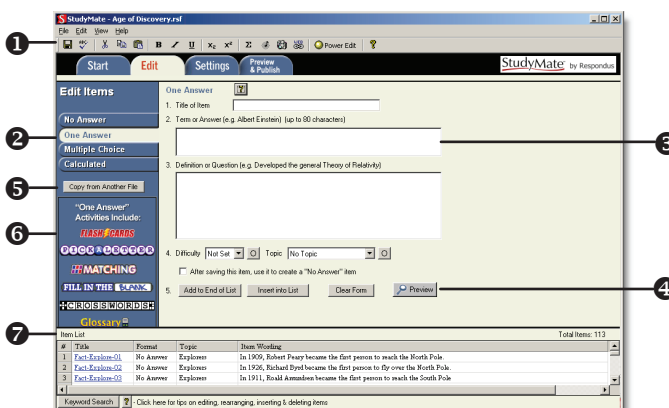 StudyMate - Age of Discovery.rsf
File Edit View Help
B I U X₂ X² Σ Power Edit ?
Start Edit Settings Preview & Publish StudyMate by Respondus
Edit Items
No Answer
One Answer
Multiple Choice
Calculated
Copy from Another File
"One Answer"
Activities Include:
FLASH CARDS
PICK A LETTER
MATCHING
FILL IN THE BLANK
CROSSWORDS
Glossary
One Answer ?
1. Title of Item
2. Term or Answer (e.g. Albert Einstein) (up to 80 characters)
3. Definition or Question (e.g. Developed the general Theory of Relativity)
4. Difficulty Not Set O Topic No Topic O
After saving this item, use it to create a "No Answer" item
5. Add to End of List Insert into List Clear Form Preview
Item List Total Items: 113
# Title Format Topic Item Wording
1 Fact-Explore-01 No Answer Explorers In 1909, Robert Peary became the first person to reach the North Pole.
2 Fact-Explore-02 No Answer Explorers In 1926, Richard Byrd became the first person to fly over the North Pole.
3 Fact-Explore-03 No Answer Explorers In 1911, Roald Amundsen became the first person to reach the South Pole
Keyword Search ? - Click here for tips on editing, rearranging, inserting & deleting items
1
2
3
4
5
6
7